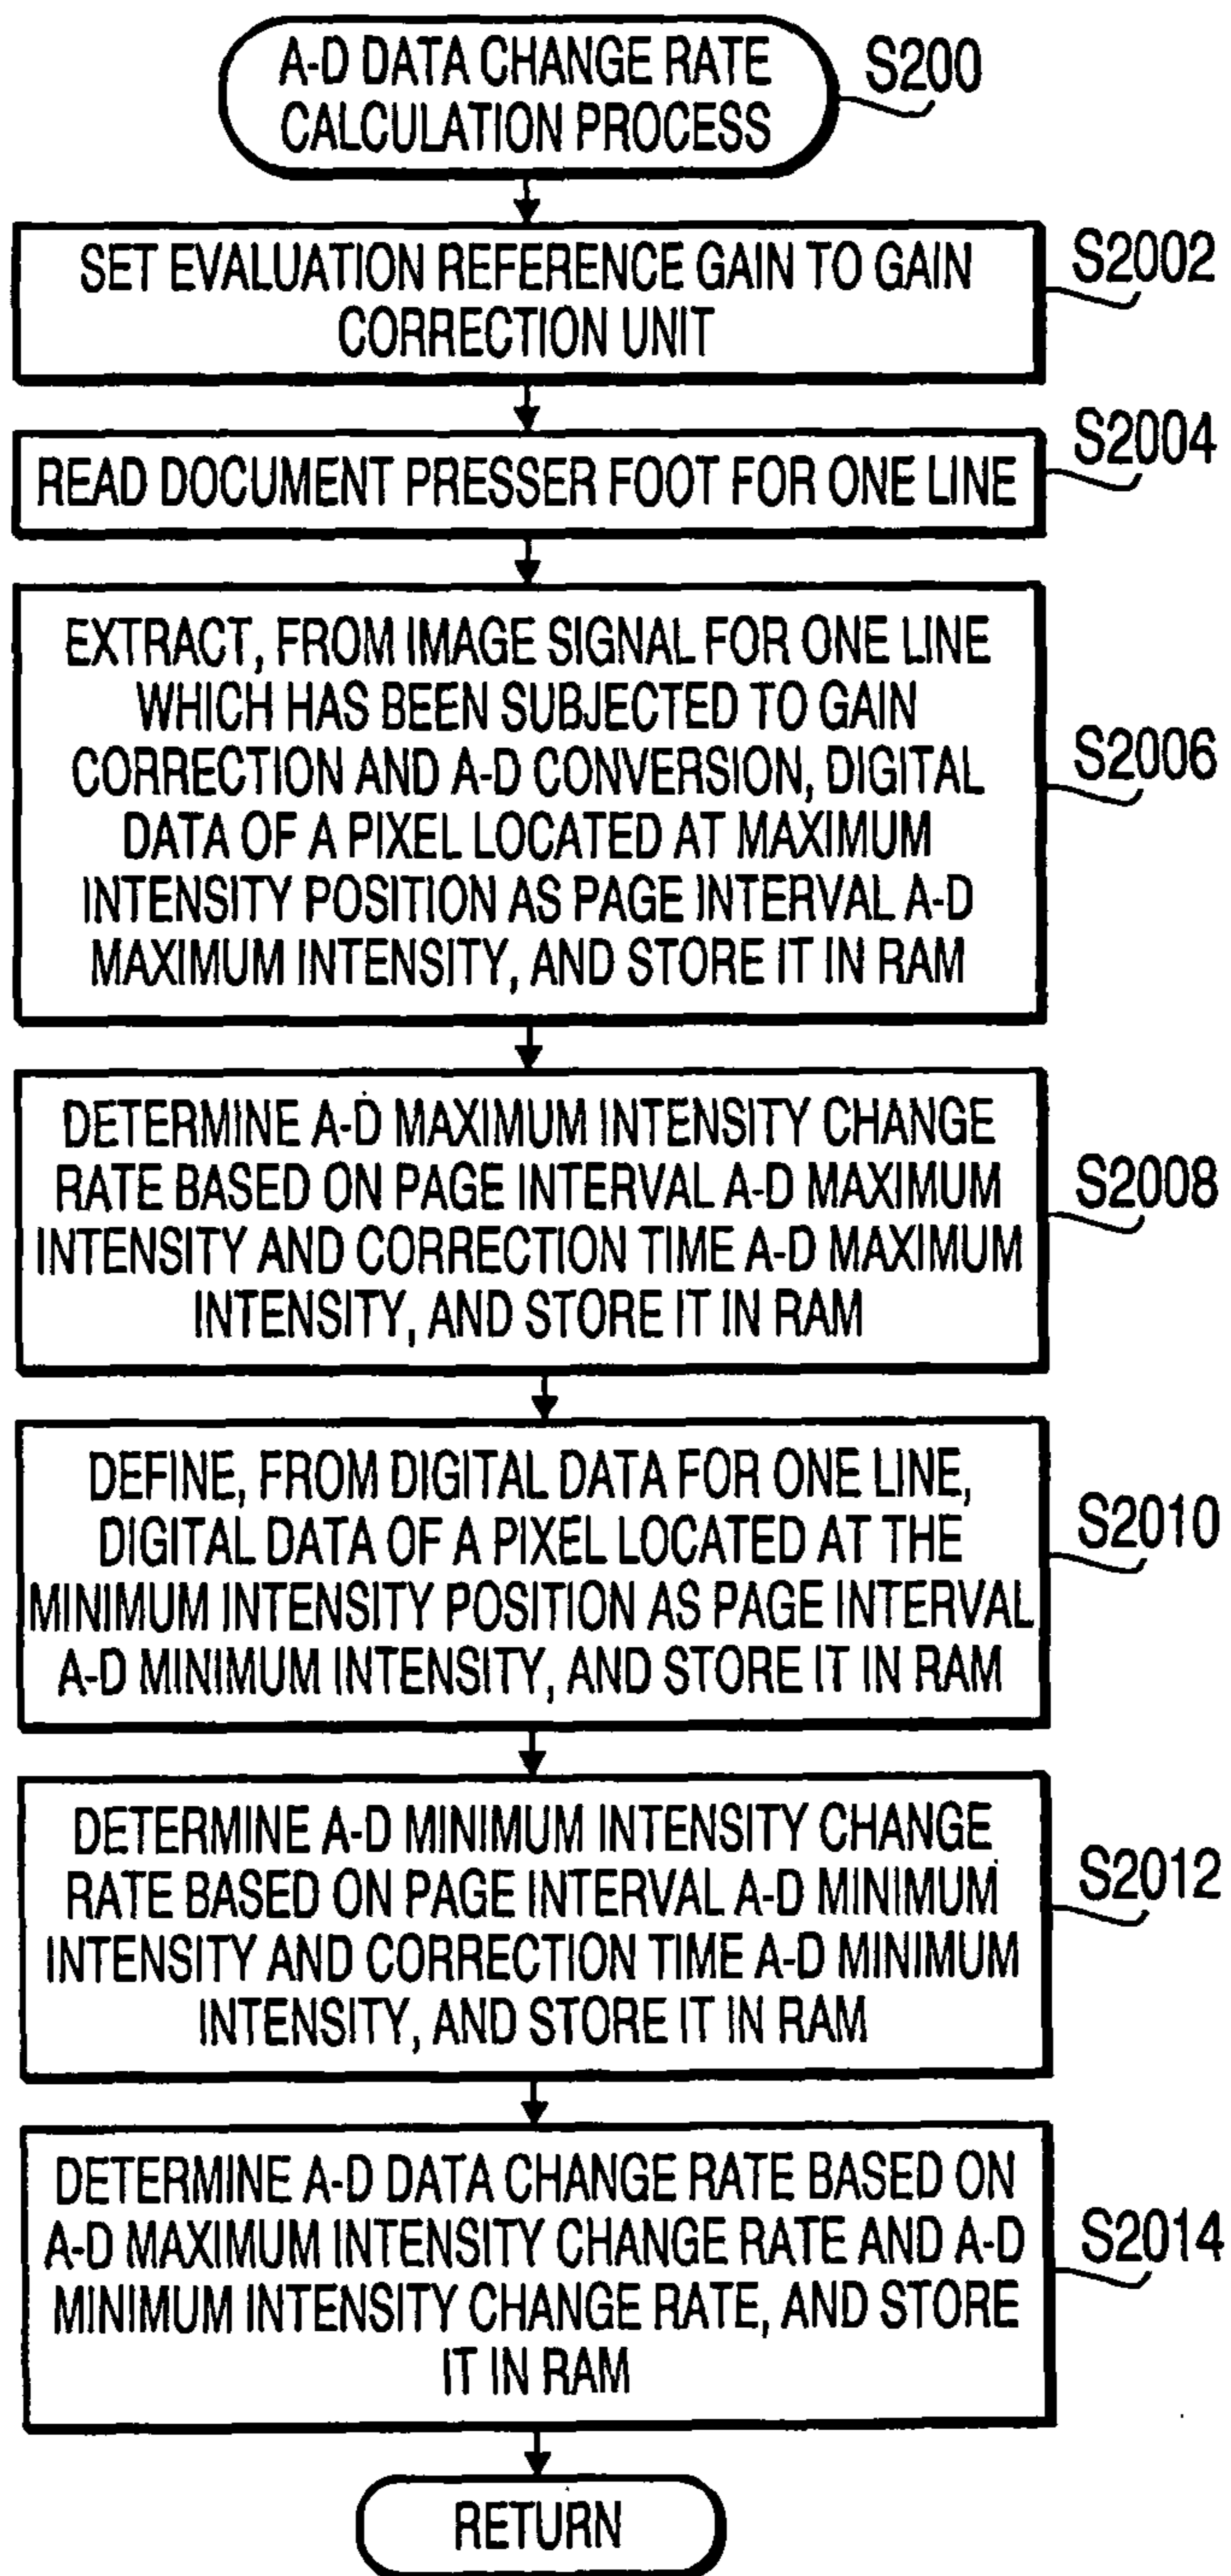 A-D DATA CHANGE RATE
CALCULATION PROCESS
S200
SET EVALUATION REFERENCE GAIN TO GAIN
CORRECTION UNIT
S2002
READ DOCUMENT PRESSER FOOT FOR ONE LINE
S2004
EXTRACT, FROM IMAGE SIGNAL FOR ONE LINE
WHICH HAS BEEN SUBJECTED TO GAIN
CORRECTION AND A-D CONVERSION, DIGITAL
DATA OF A PIXEL LOCATED AT MAXIMUM
INTENSITY POSITION AS PAGE INTERVAL A-D
MAXIMUM INTENSITY, AND STORE IT IN RAM
S2006
DETERMINE A-D MAXIMUM INTENSITY CHANGE
RATE BASED ON PAGE INTERVAL A-D MAXIMUM
INTENSITY AND CORRECTION TIME A-D MAXIMUM
INTENSITY, AND STORE IT IN RAM
S2008
DEFINE, FROM DIGITAL DATA FOR ONE LINE,
DIGITAL DATA OF A PIXEL LOCATED AT THE
MINIMUM INTENSITY POSITION AS PAGE INTERVAL
A-D MINIMUM INTENSITY, AND STORE IT IN RAM
S2010
DETERMINE A-D MINIMUM INTENSITY CHANGE
RATE BASED ON PAGE INTERVAL A-D MINIMUM
INTENSITY AND CORRECTION TIME A-D MINIMUM
INTENSITY, AND STORE IT IN RAM
S2012
DETERMINE A-D DATA CHANGE RATE BASED ON
A-D MAXIMUM INTENSITY CHANGE RATE AND A-D
MINIMUM INTENSITY CHANGE RATE, AND STORE
IT IN RAM
S2014
RETURN